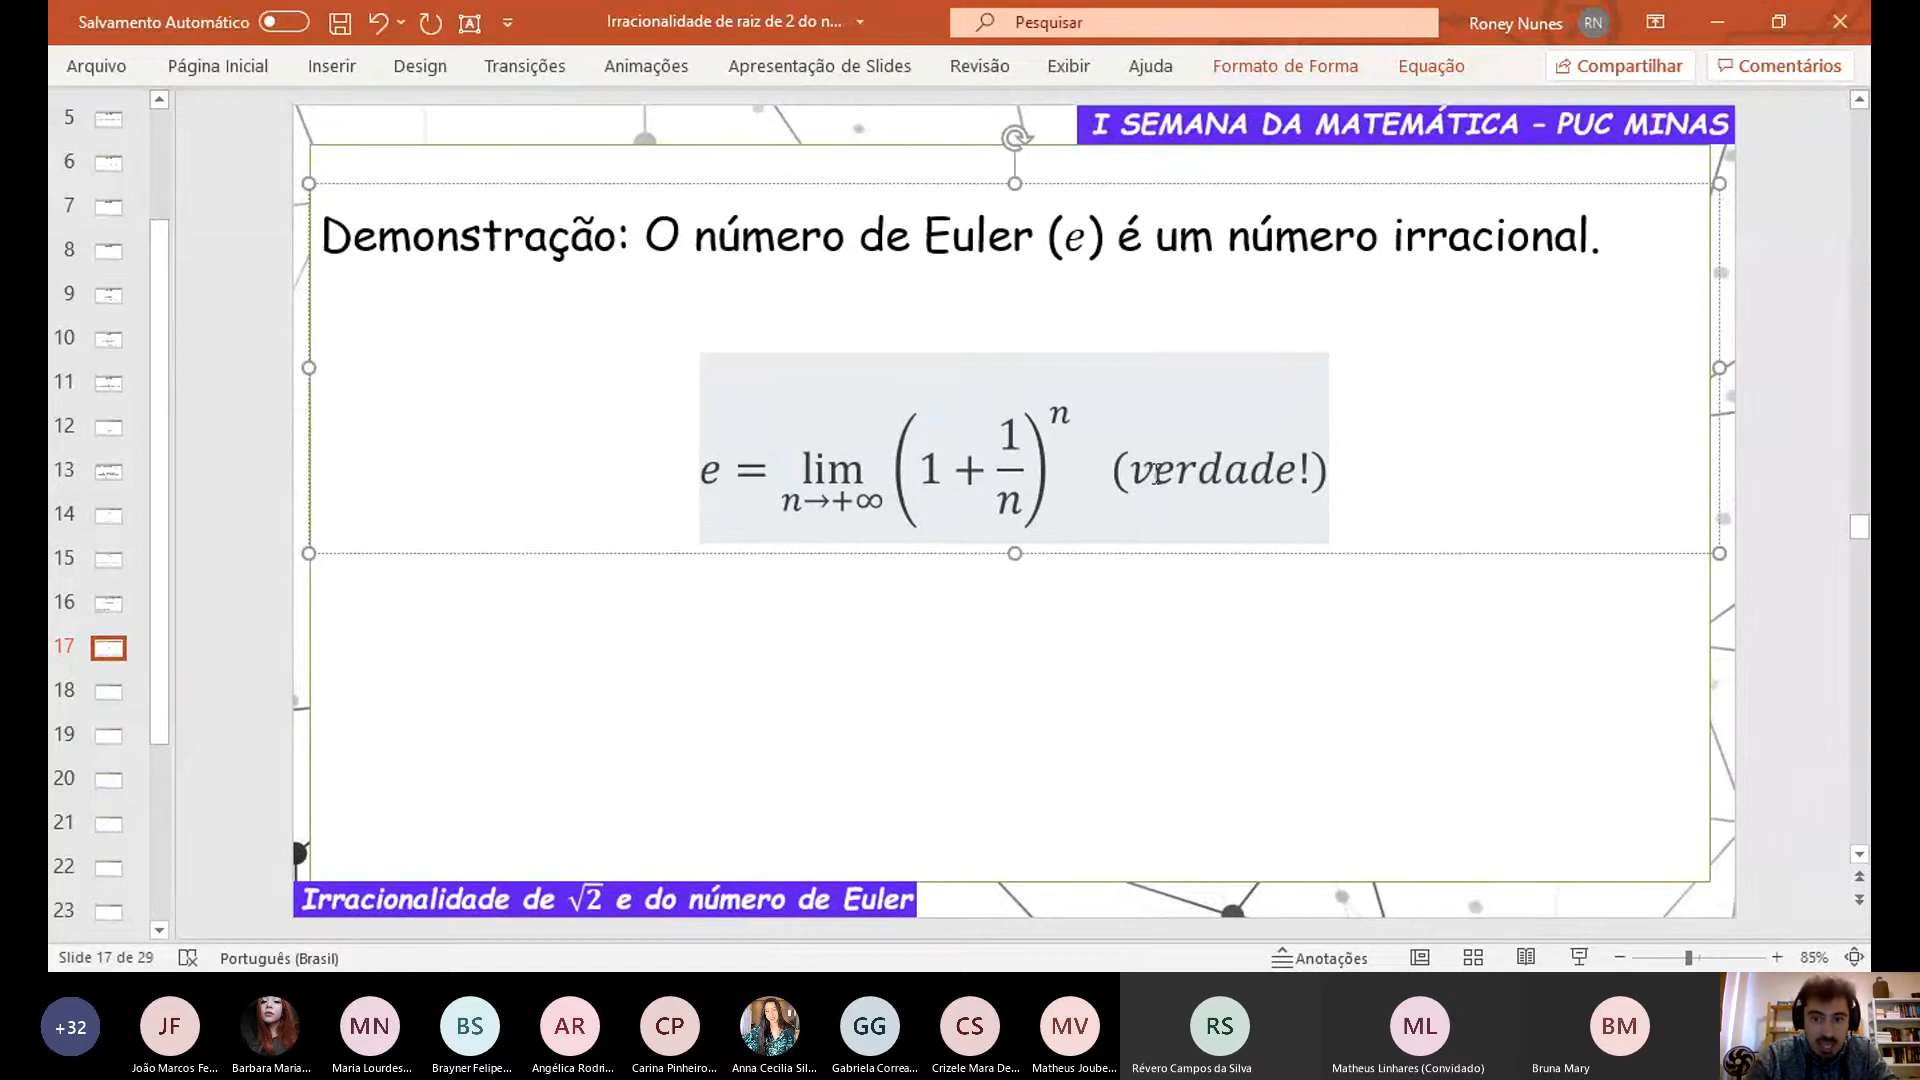 Salvamento Automático
Irracionalidade de raiz de 2 do n...
Pesquisar
Roney Nunes
RN
Arquivo Página Inicial Inserir Design Transições Animações Apresentação de Slides Revisão Exibir Ajuda Formato de Forma Equação Compartilhar Comentários
5
6
7
8
9
10
11
12
13
14
15
16
17
18
19
20
21
22
23
I SEMANA DA MATEMÁTICA - PUC MINAS
Demonstração: O número de Euler (e) é um número irracional.
e = lim n→+∞ (1 + 1/n)^n (verdade!)
Irracionalidade de √2 e do número de Euler
Slide 17 de 29 Português (Brasil) Anotações 85%
+32 JF MN BS AR CP GG CS MV RS ML BM
João Marcos Fe... Barbara Maria... Maria Lourdes... Brayner Felipe... Angélica Rodri... Carina Pinheiro... Anna Cecilia Sil... Gabriela Correa... Crizele Mara De... Matheus Joube... Révero Campos da Silva Matheus Linhares (Convidado) Bruna Mary